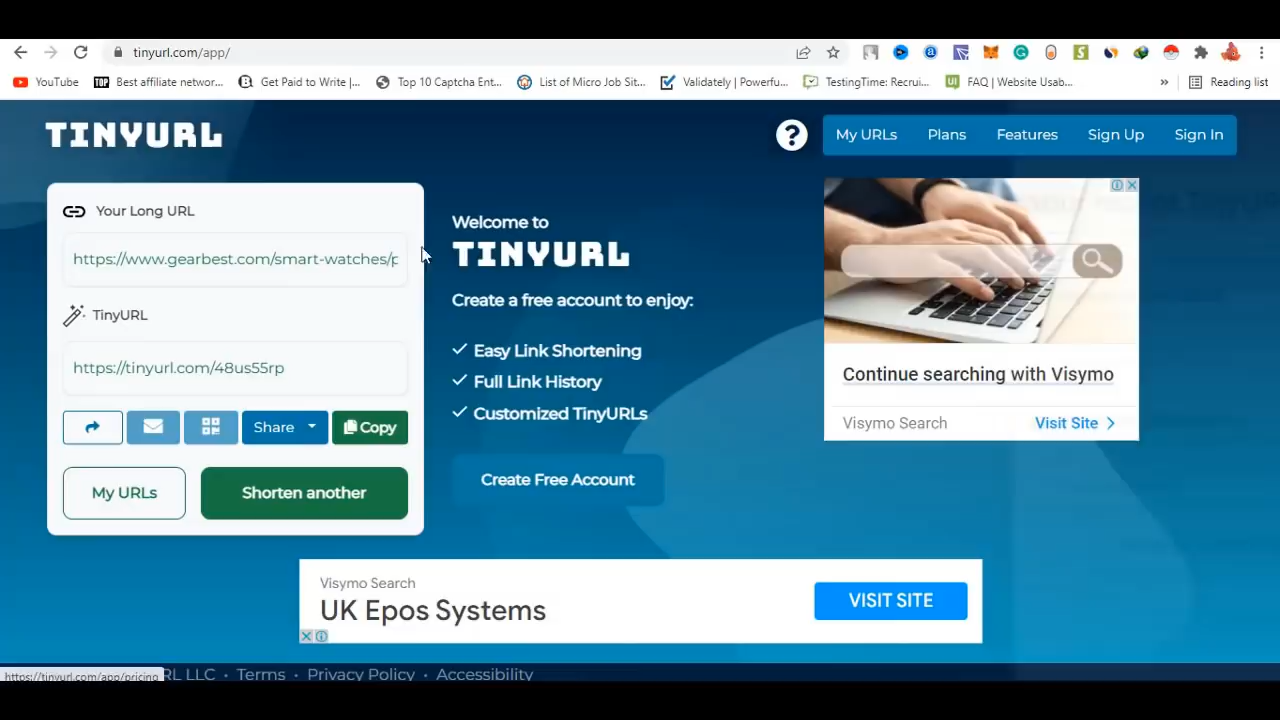 tinyurl.com/app/
YouTube
TOP Best affiliate networ...
Get Paid to Write |...
Top 10 Captcha Ent...
List of Micro Job Sit...
Validately | Powerfu...
TestingTime: Recrui...
FAQ | Website Usab...
»
Reading list
TINYURL
?
My URLs
Plans
Features
Sign Up
Sign In
Your Long URL
https://www.gearbest.com/smart-watches/p
TinyURL
https://tinyurl.com/48us55rp
Share
Copy
My URLs
Shorten another
Welcome to
TINYURL
Create a free account to enjoy:
Easy Link Shortening
Full Link History
Customized TinyURLs
Create Free Account
Continue searching with Visymo
Visymo Search
Visit Site
Visymo Search
UK Epos Systems
VISIT SITE
https://tinyurl.com/app/pricing
RL LLC · Terms · Privacy Policy · Accessibility